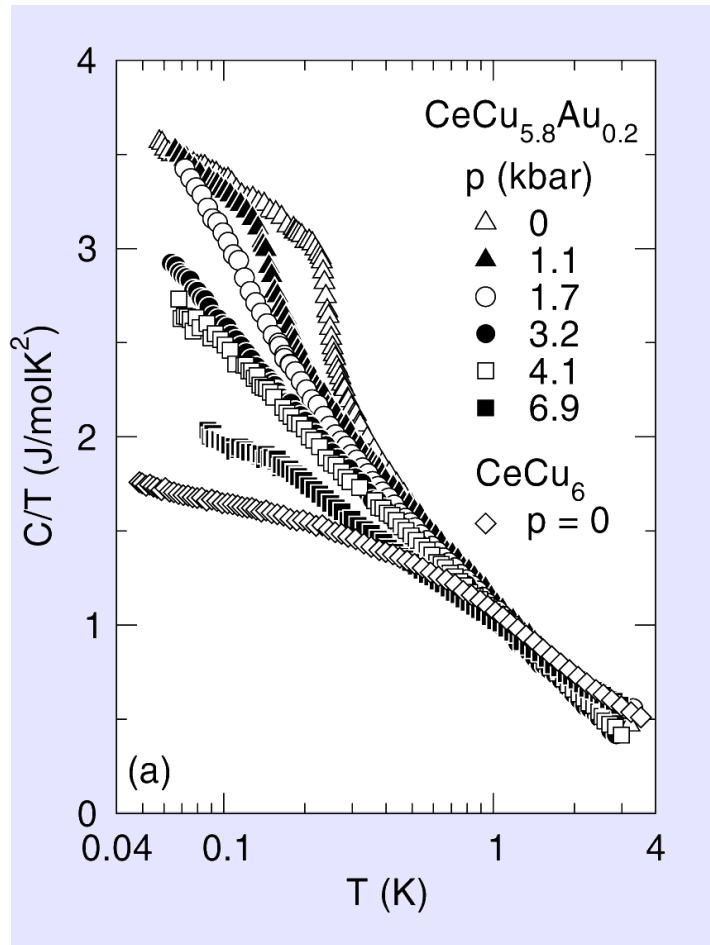 4
3
2
1
0
C/T (J/molK²)
CeCu₅.₈Au₀.₂
p (kbar)
0
1.1
1.7
3.2
4.1
6.9
CeCu₆
p = 0
(a)
0.04 0.1 1 4
T (K)